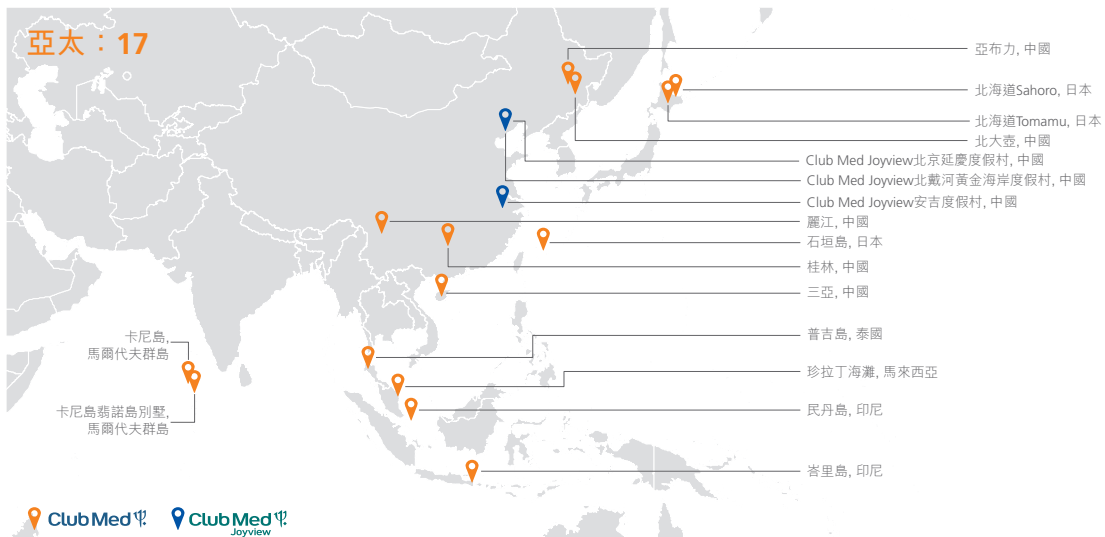 亞太：17
亞布力, 中國
北海道Sahoro, 日本
北海道Tomamu, 日本
北大壺, 中國
Club Med Joyview北京延慶度假村, 中國
Club Med Joyview北戴河黃金海岸度假村, 中國
Club Med Joyview安吉度假村, 中國
麗江, 中國
石垣島, 日本
桂林, 中國
三亞, 中國
普吉島, 泰國
珍拉丁海灘, 馬來西亞
民丹島, 印尼
峇里島, 印尼
卡尼島,
馬爾代夫群島
卡尼島翡諾島別墅,
馬爾代夫群島
Club Med
Club Med
Joyview